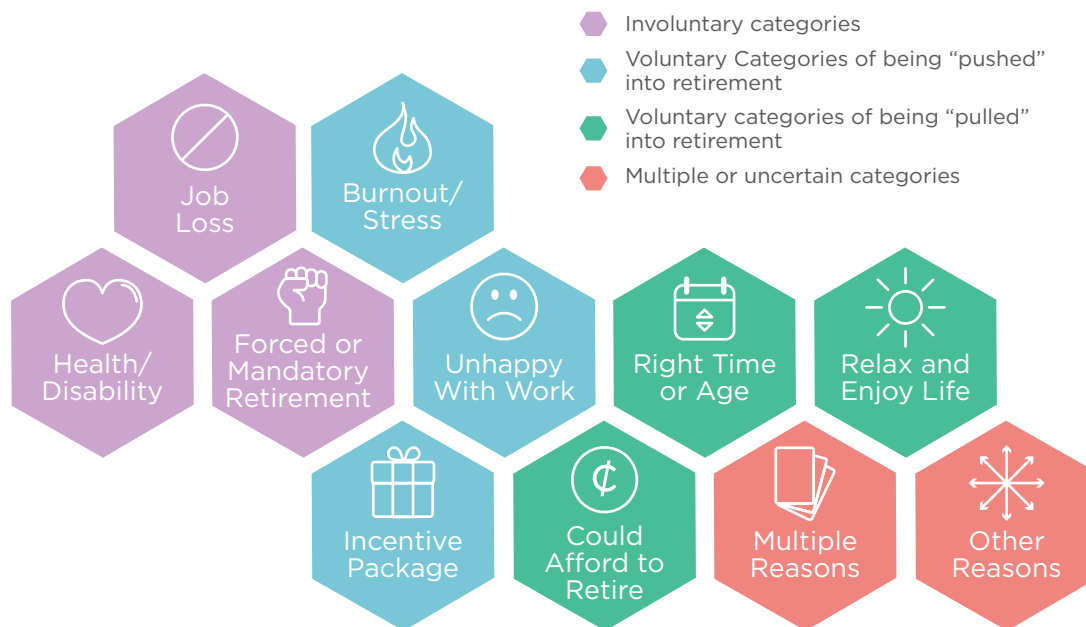 Involuntary categories
Voluntary Categories of being “pushed”
into retirement
Voluntary categories of being “pulled”
into retirement
Multiple or uncertain categories
Job
Loss
Burnout/
Stress
Health/
Disability
Forced or
Mandatory
Retirement
Unhappy
With Work
Right Time
or Age
Relax and
Enjoy Life
Incentive
Package
¢
Could
Afford to
Retire
Multiple
Reasons
Other
Reasons